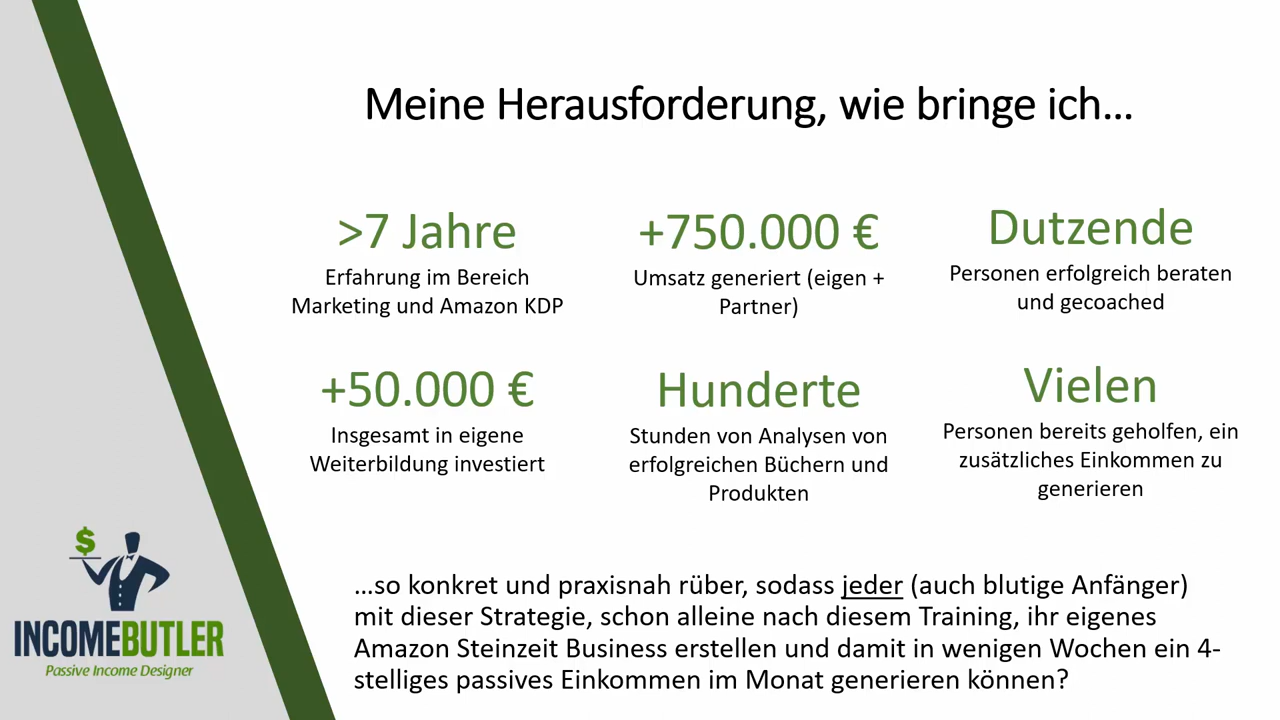 Meine Herausforderung, wie bringe ich...
>7 Jahre
Erfahrung im Bereich
Marketing und Amazon KDP
+750.000 €
Umsatz generiert (eigen +
Partner)
Dutzende
Personen erfolgreich beraten
und gecoached
+50.000 €
Insgesamt in eigene
Weiterbildung investiert
Hunderte
Stunden von Analysen von
erfolgreichen Büchern und
Produkten
Vielen
Personen bereits geholfen, ein
zusätzliches Einkommen zu
generieren
...so konkret und praxisnah rüber, sodass jeder (auch blutige Anfänger)
mit dieser Strategie, schon alleine nach diesem Training, ihr eigenes
Amazon Steinzeit Business erstellen und damit in wenigen Wochen ein 4-
stelliges passives Einkommen im Monat generieren können?
$
INCOMEBUTLER
Passive Income Designer